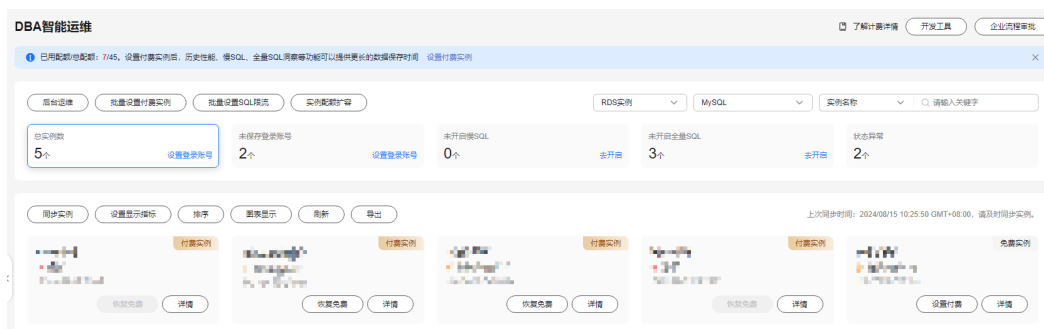 DBA智能运维
了解计费详情 开发工具 企业流程审批
已用配额/总配额：7/45。设置付费实例后，历史性能、慢SQL、全量SQL洞察等功能可以提供更长的数据保存时间 设置付费实例
后台运维 批量设置付费实例 批量设置SQL限流 实例配额扩容 RDS实例 MySQL 实例名称 请输入关键字
总实例数 未保存登录账号 未开启慢SQL 未开启全量SQL 状态异常
5个 设置登录账号 2个 设置登录账号 0个 去开启 3个 去开启 2个
同步实例 设置显示指标 排序 图表显示 刷新 导出 上次同步时间：2024/08/15 10:25:50 GMT+08:00，请及时同步实例。
付费实例 付费实例 付费实例 付费实例 免费实例
恢复免费 详情 恢复免费 详情 恢复免费 详情 恢复免费 详情 设置付费 详情